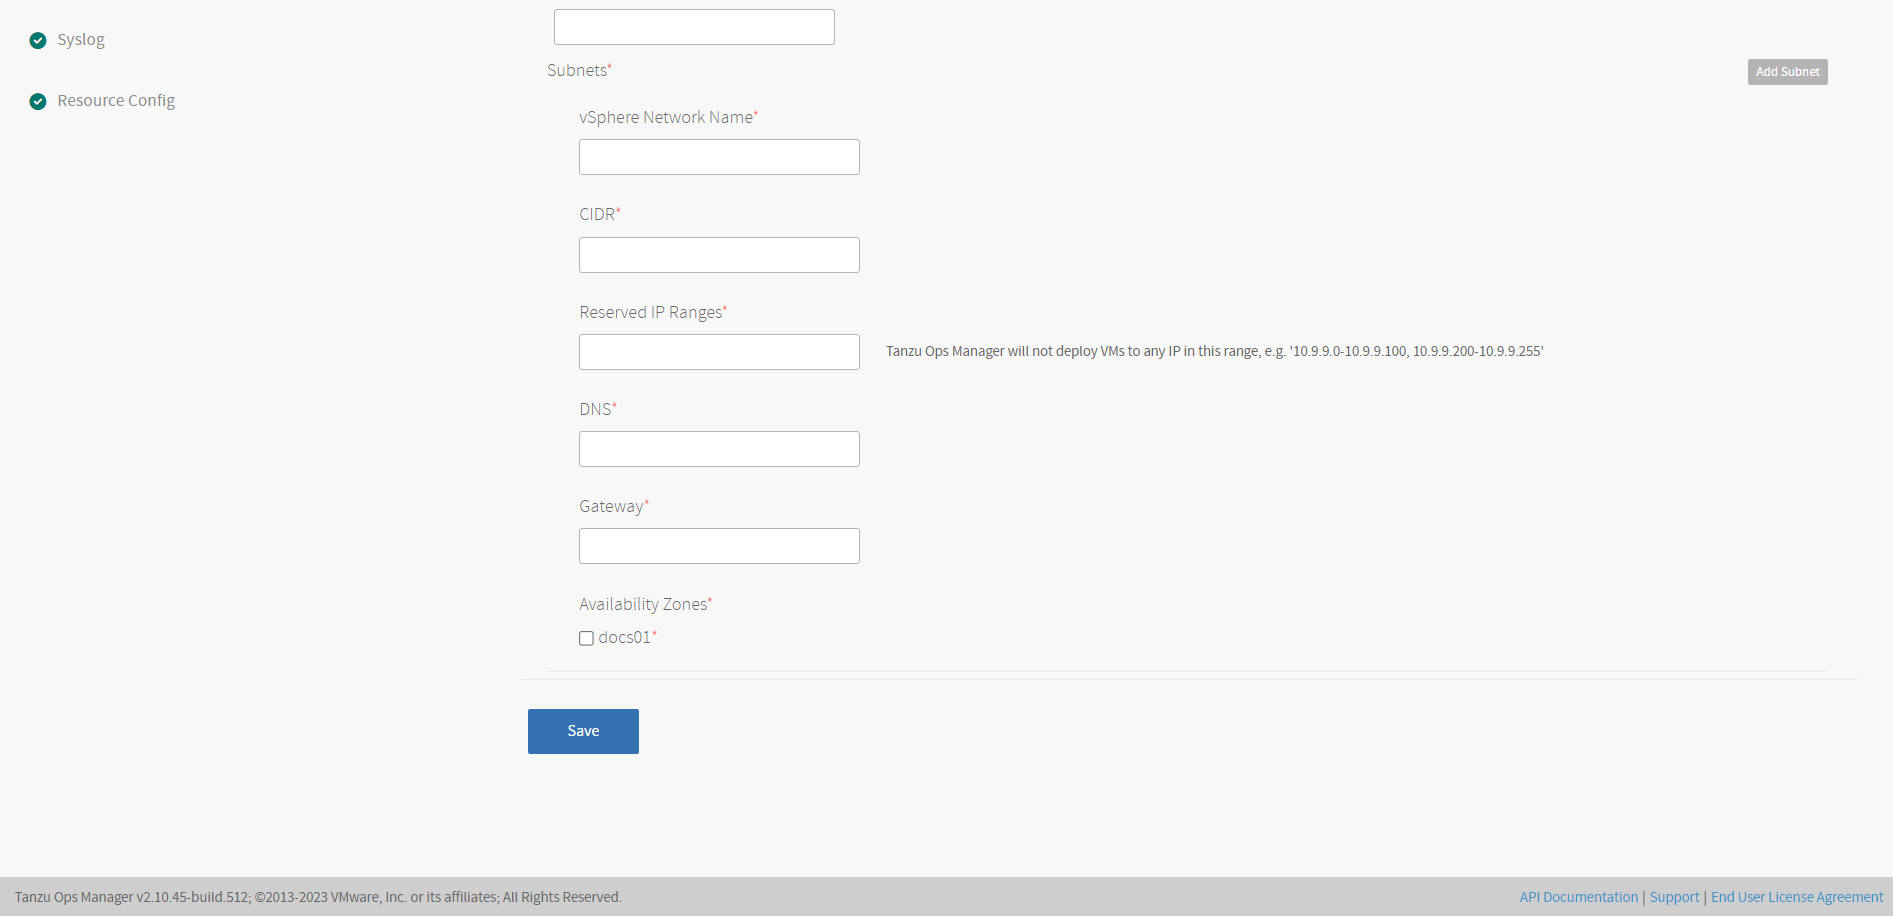 Syslog
Resource Config
Subnets*
Add Subnet
vSphere Network Name*
CIDR*
Reserved IP Ranges*
Tanzu Ops Manager will not deploy VMs to any IP in this range, e.g. '10.9.9.0-10.9.9.100, 10.9.9.200-10.9.9.255'
DNS*
Gateway*
Availability Zones*
docs01*
Save
Tanzu Ops Manager v2.10.45-build.512; ©2013-2023 VMware, Inc. or its affiliates; All Rights Reserved.
API Documentation | Support | End User License Agreement